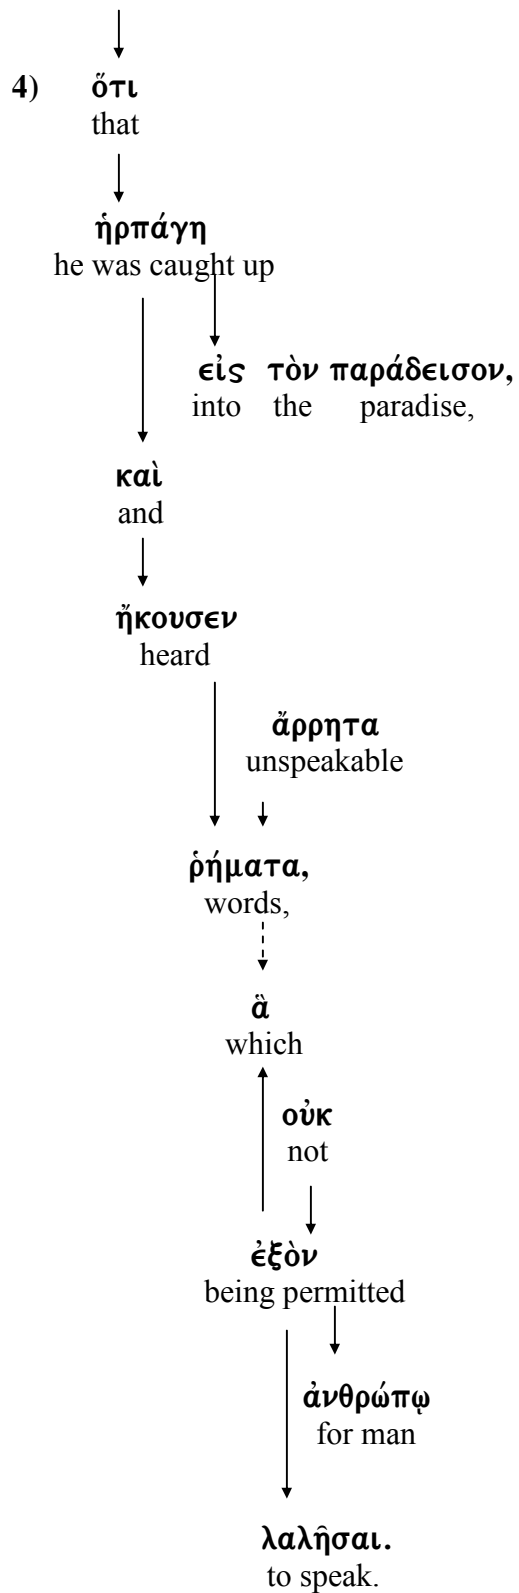 4) ὅτι
that
ἡρπάγη
he was caught up
εἰς τὸν παράδεισον,
into the paradise,
καὶ
and
ἤκουσεν
heard
ἄρρητα
unspeakable
ῥήματα,
words,
ἃ
which
οὐκ
not
ἐξὸν
being permitted
ἀνθρώπῳ
for man
λαλῆσαι.
to speak.